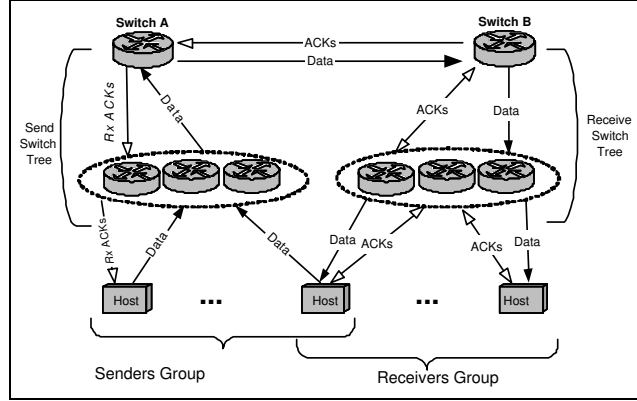 Switch A
Switch B
ACKs
Data
Send
Switch
Tree
Rx ACKs
Data
ACKs
Data
Receive
Switch
Tree
Rx ACKs
Data
Data
Data
ACKs
ACKs
Data
Host
...
Host
...
Host
Senders Group
Receivers Group